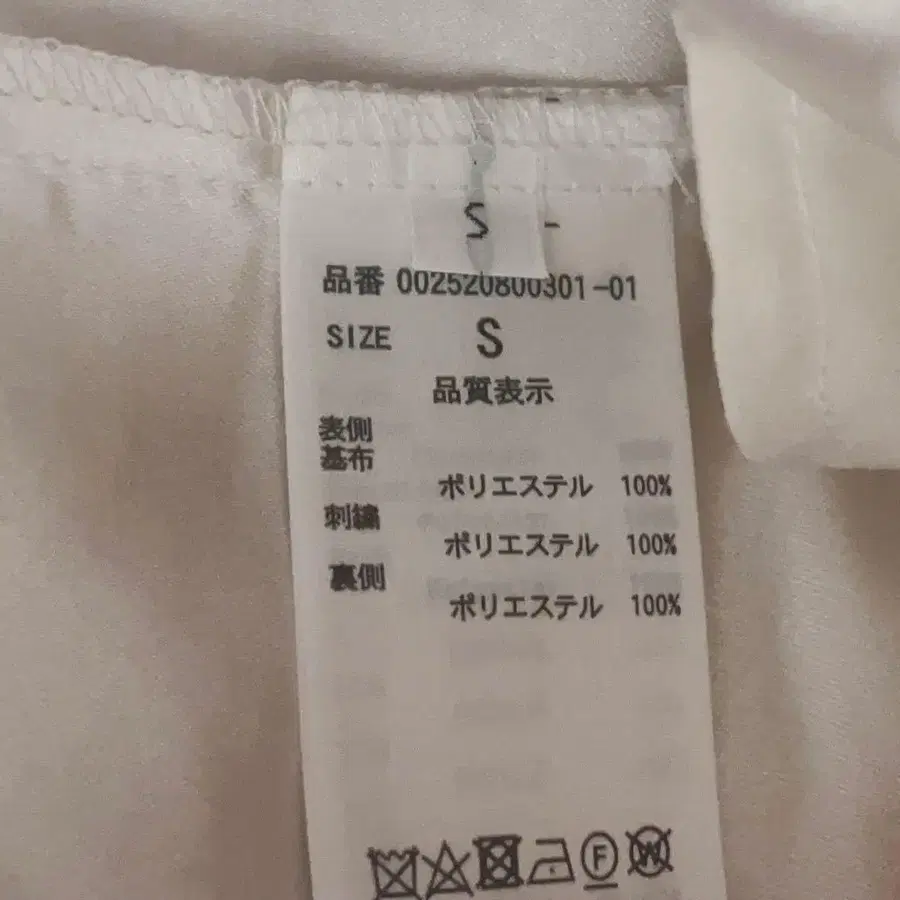 S
品番 002520800301-01
SIZE S
品質表示
表側
基布
ポリエステル 100%
刺繍
ポリエステル 100%
裏側
ポリエステル 100%
F W